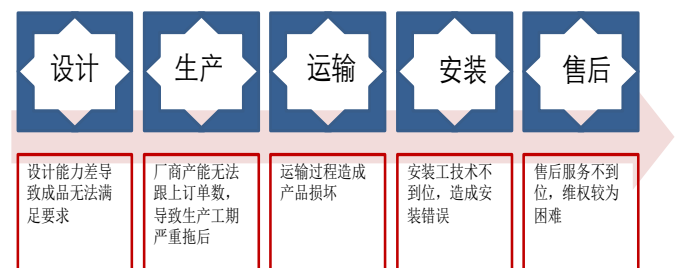 设计
生产
运输
安装
售后
设计能力差导
致成品无法满
足要求
厂商产能无法
跟上订单数，
导致生产工期
严重拖后
运输过程造成
产品损坏
安装工技术不
到位，造成安
装错误
售后服务不到
位，维权较为
困难